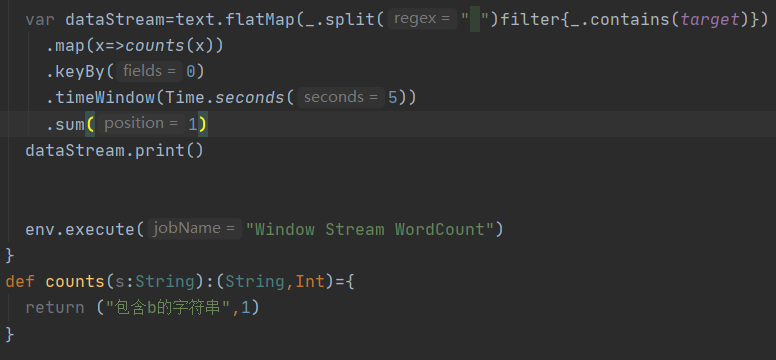 var dataStream=text.flatMap(_.split( regex = " ")filter{_.contains(target)})
.map(x=>counts(x))
.keyBy( fields = 0)
.timeWindow(Time.seconds( seconds = 5))
.sum( position = 1)
dataStream.print()
env.execute( jobName = "Window Stream WordCount")
}
def counts(s:String):(String,Int)={
return ("包含b的字符串",1)
}